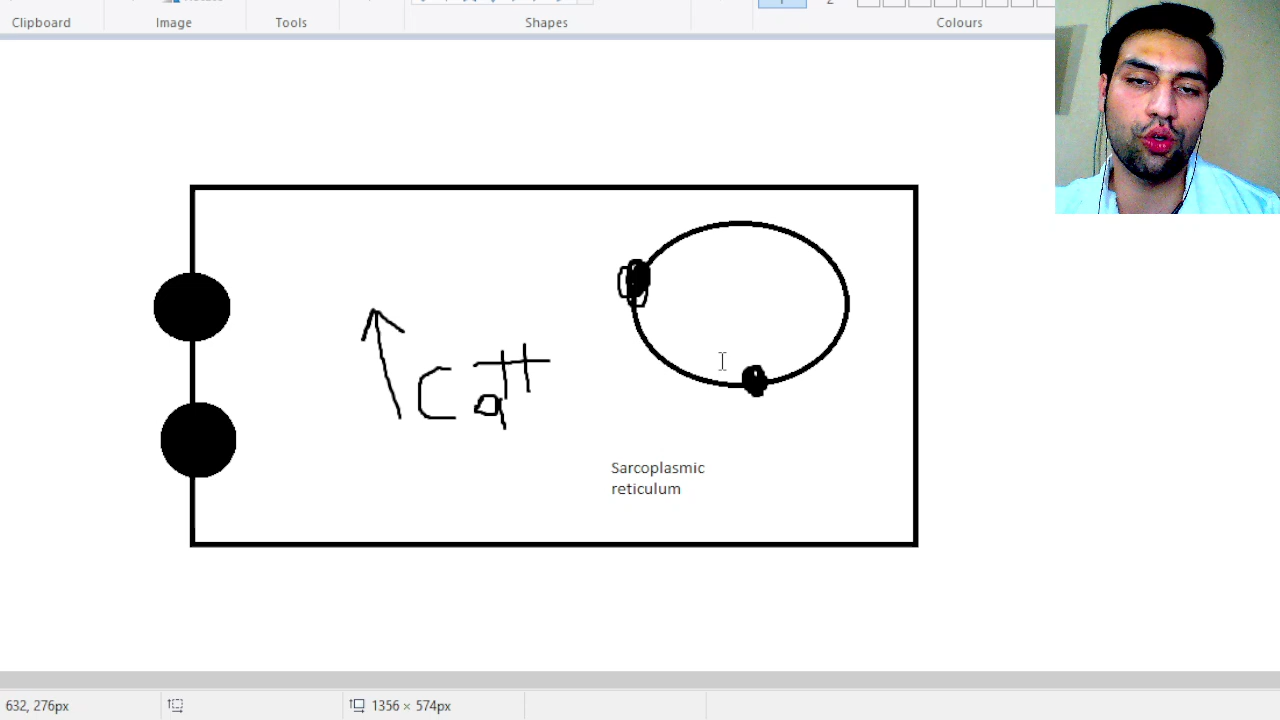 Clipboard
Image
Tools
Shapes
Colours
Ca++
Sarcoplasmic
reticulum
632, 276px
1356 × 574px